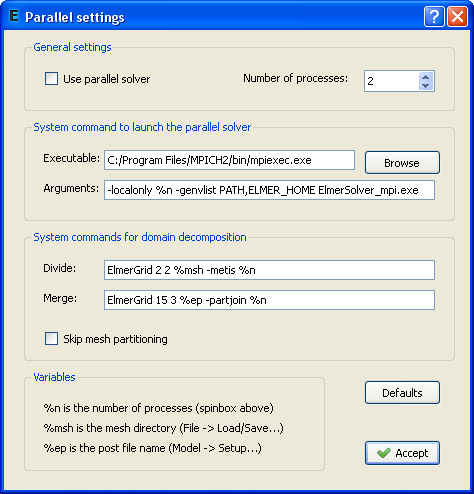 Parallel settings
General settings
Use parallel solver Number of processes: 2
System command to launch the parallel solver
Executable: C:/Program Files/MPICH2/bin/mpiexec.exe Browse
Arguments: -localonly %n -genvlist PATH,ELMER_HOME ElmerSolver_mpi.exe
System commands for domain decomposition
Divide: ElmerGrid 2 2 %msh -metis %n
Merge: ElmerGrid 15 3 %ep -partjoin %n
Skip mesh partitioning
Variables
%n is the number of processes (spinbox above)
%msh is the mesh directory (File -> Load/Save...)
%ep is the post file name (Model -> Setup...)
Defaults
Accept